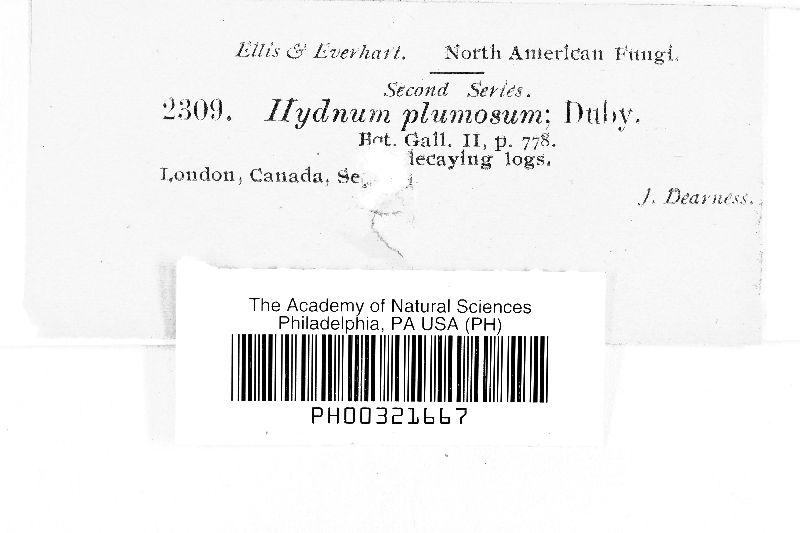 Ellis & Everhart. North American Fungi.
Second Series.
2309. Hydnum plumosum; Duby.
Bot. Gall. II, p. 778.
decaying logs.
London, Canada,
J. Dearness.
The Academy of Natural Sciences
Philadelphia, PA USA (PH)
PH00321667